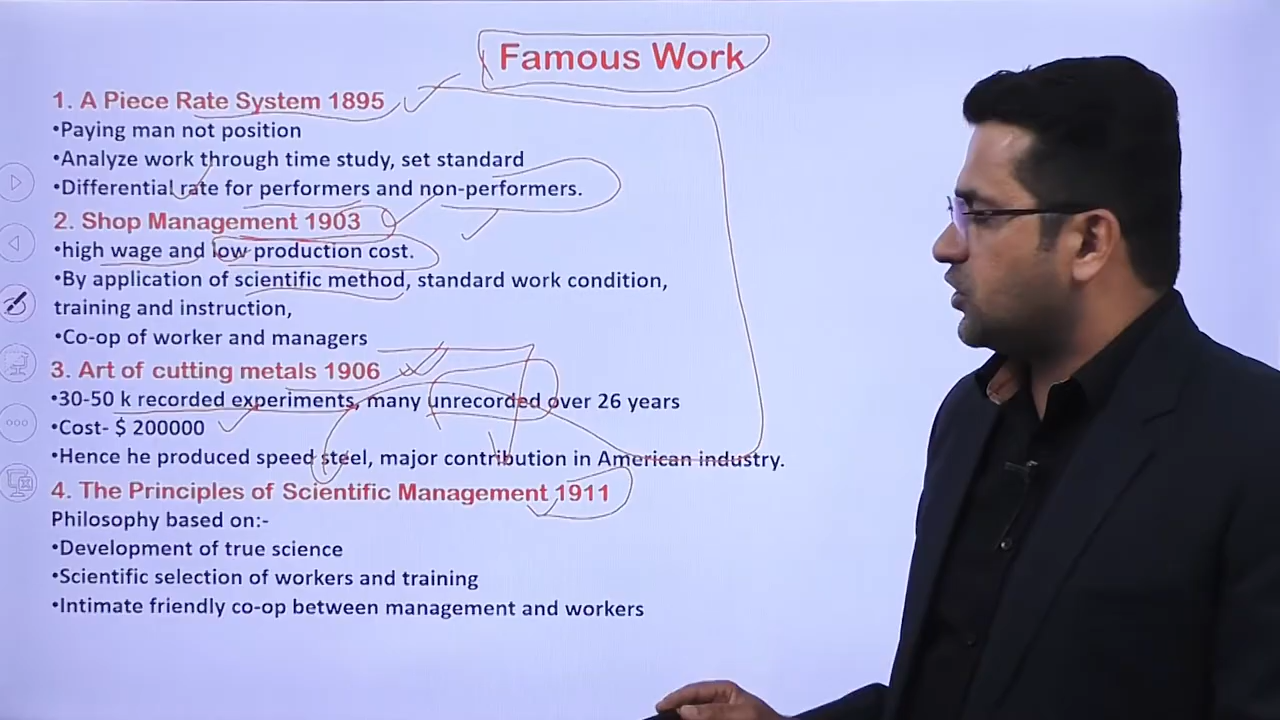 Famous Work
1. A Piece Rate System 1895
•Paying man not position
•Analyze work through time study, set standard
•Differential rate for performers and non-performers.
2. Shop Management 1903
•high wage and low production cost.
•By application of scientific method, standard work condition,
training and instruction,
•Co-op of worker and managers
3. Art of cutting metals 1906
•30-50 k recorded experiments, many unrecorded over 26 years
•Cost- $ 200000
•Hence he produced speed steel, major contribution in American industry.
4. The Principles of Scientific Management 1911
Philosophy based on:-
•Development of true science
•Scientific selection of workers and training
•Intimate friendly co-op between management and workers